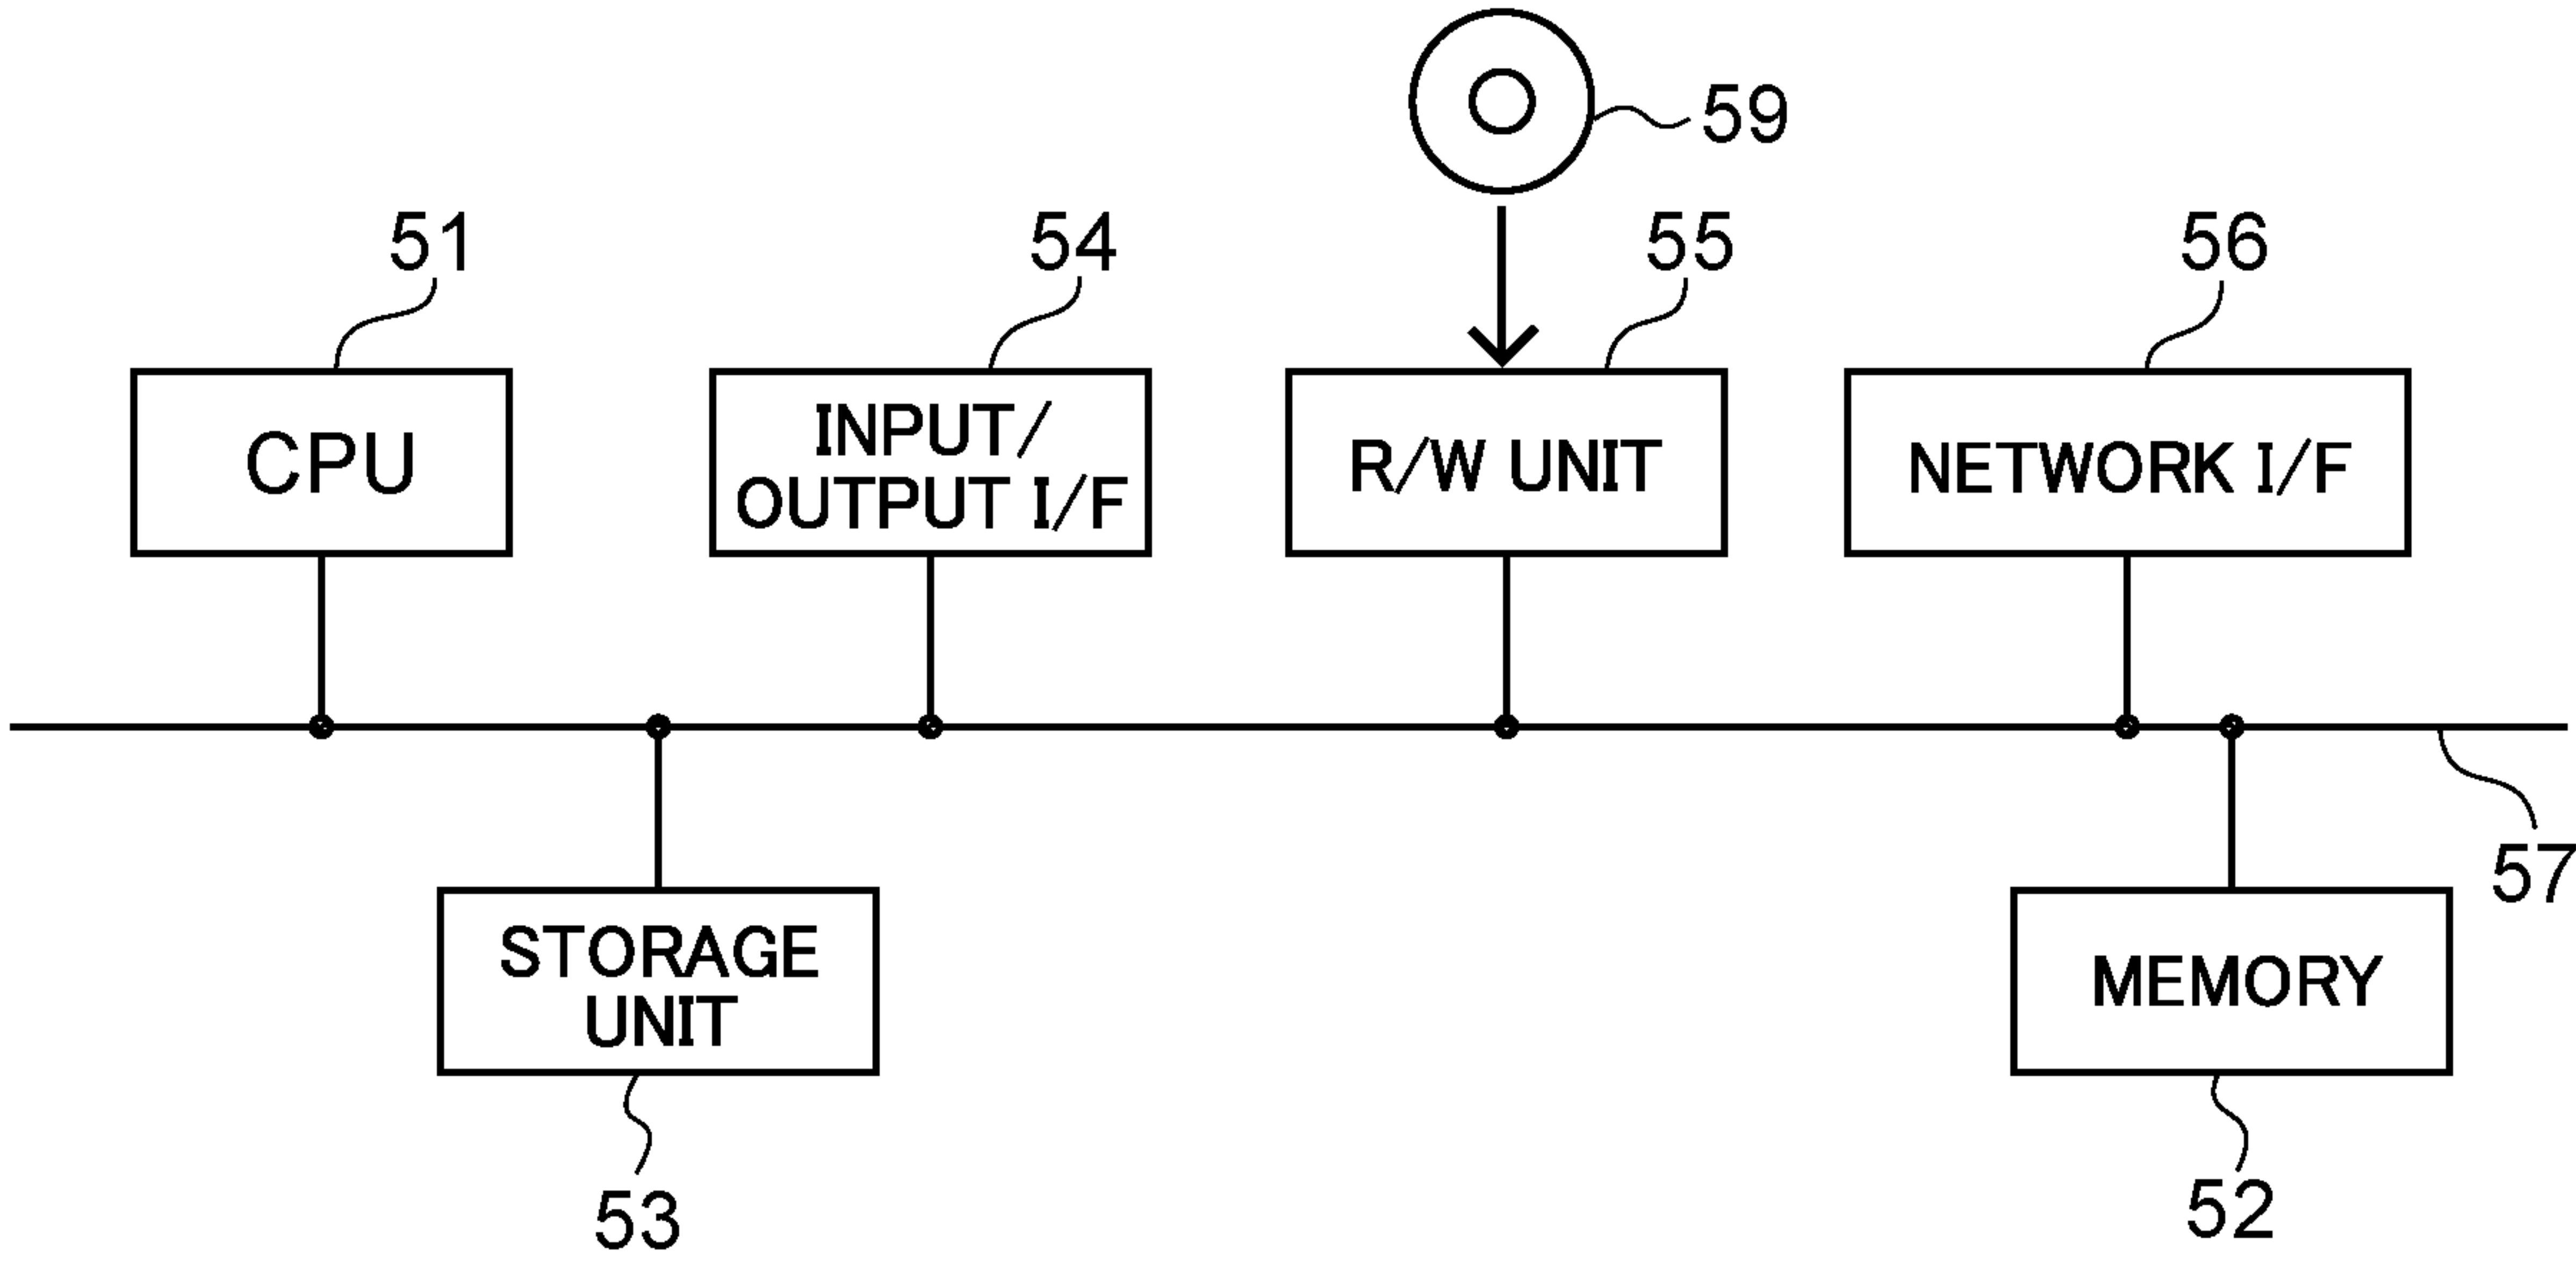 59
51
54
55
56
CPU
INPUT/
OUTPUT I/F
R/W UNIT
NETWORK I/F
57
STORAGE
UNIT
MEMORY
53
52